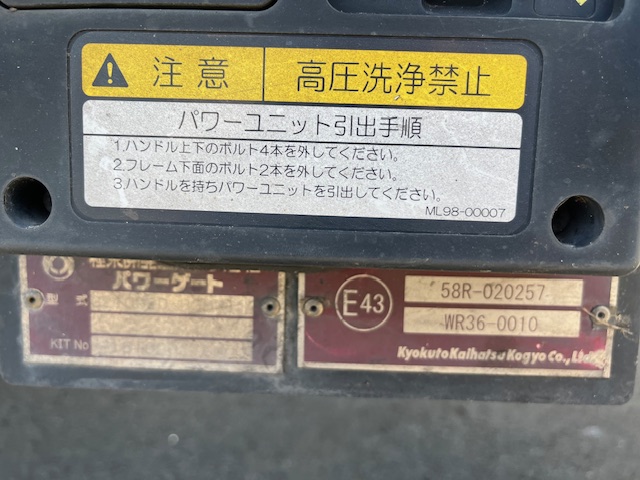 注意
高圧洗浄禁止
パワーユニット引出手順
1.ハンドル上下のボルト4本を外してください。
2.フレーム下面のボルト2本を外してください。
3.ハンドルを持ちパワーユニットを引出してください。
ML98-00007
パワーゲート
型式
KIT No
E43
58R-020257
WR36-0010
Kyokuto Kaihatsu Kogyo Co., Ltd.